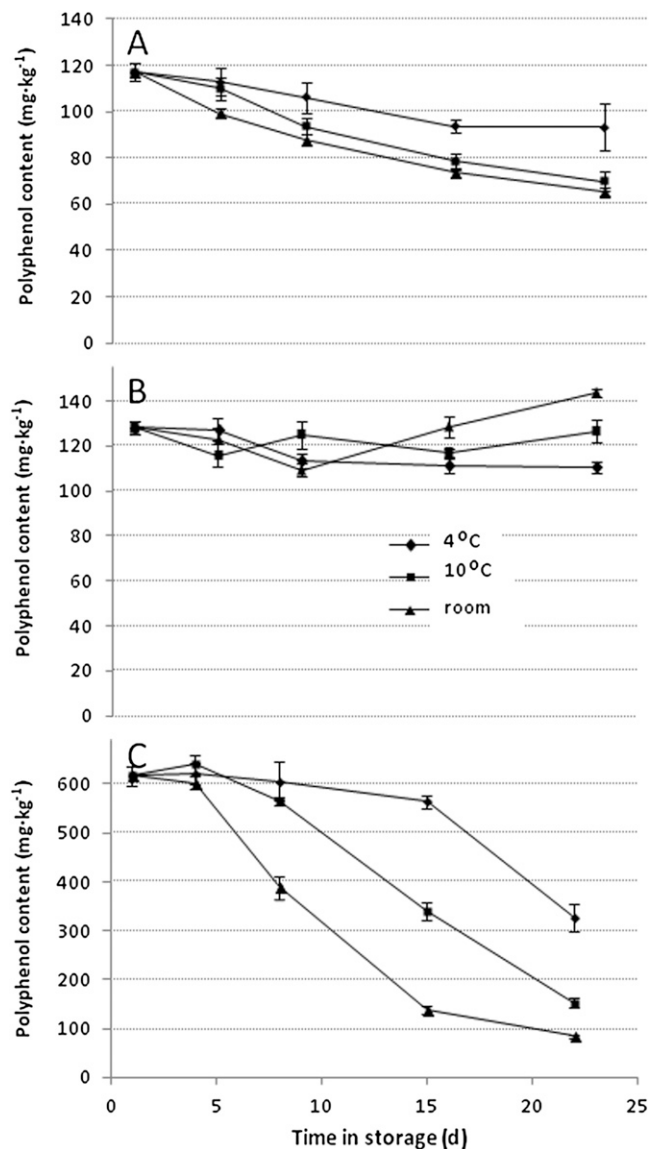 A
Polyphenol content (mg·kg⁻¹)
140
120
100
80
60
40
20
0
B
Polyphenol content (mg·kg⁻¹)
140
120
100
80
60
40
20
0
4°C
10°C
room
C
Polyphenol content (mg·kg⁻¹)
600
500
400
300
200
100
0
0 5 10 15 20 25
Time in storage (d)